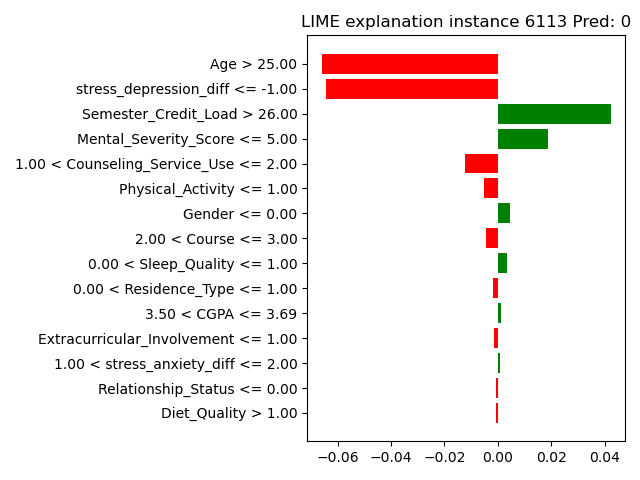 LIME explanation instance 6113 Pred: 0
Age > 25.00
stress_depression_diff <= -1.00
Semester_Credit_Load > 26.00
Mental_Severity_Score <= 5.00
1.00 < Counseling_Service_Use <= 2.00
Physical_Activity <= 1.00
Gender <= 0.00
2.00 < Course <= 3.00
0.00 < Sleep_Quality <= 1.00
0.00 < Residence_Type <= 1.00
3.50 < CGPA <= 3.69
Extracurricular_Involvement <= 1.00
1.00 < stress_anxiety_diff <= 2.00
Relationship_Status <= 0.00
Diet_Quality > 1.00
−0.06 −0.04 −0.02 0.00 0.02 0.04